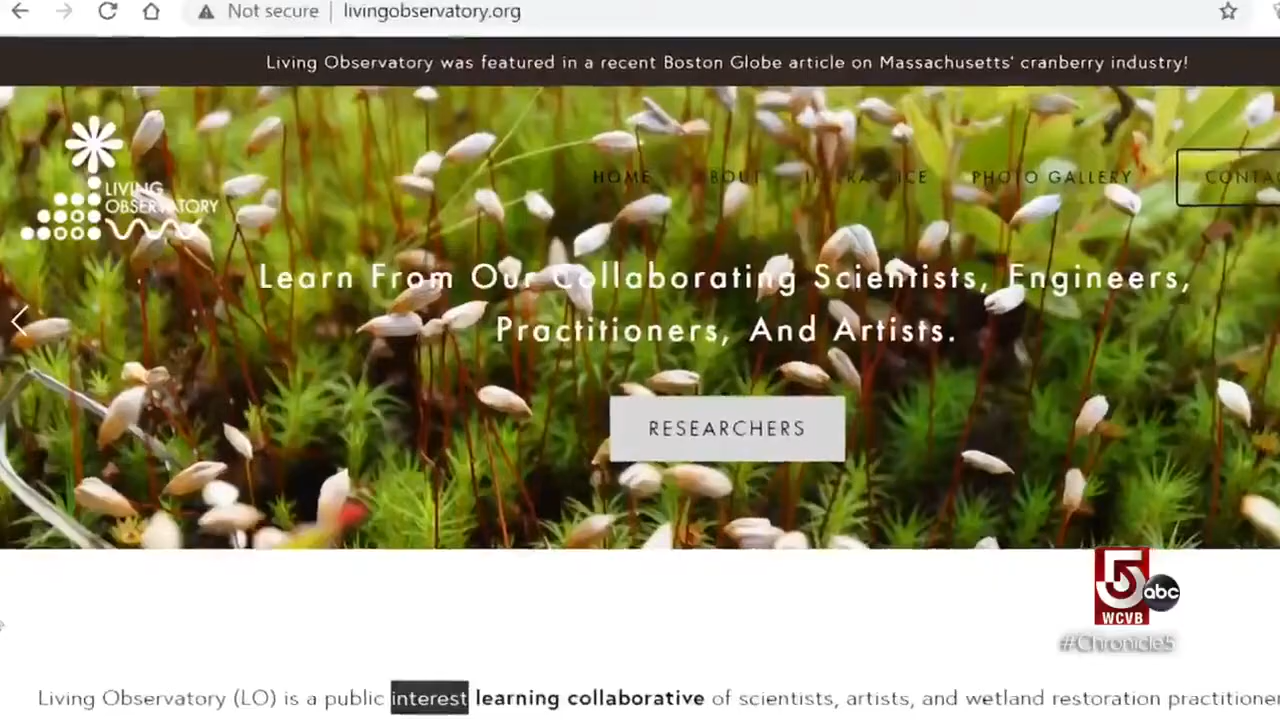 Not secure | livingobservatory.org
Living Observatory was featured in a recent Boston Globe article on Massachusetts' cranberry industry!
HOME ABOUT INTERACTICE PHOTO GALLERY
LIVING
OBSERVATORY
Learn From Our Collaborating Scientists, Engineers,
Practitioners, And Artists.
RESEARCHERS
5
abc
WCVB
#Chronicle5
Living Observatory (LO) is a public interest learning collaborative of scientists, artists, and wetland restoration